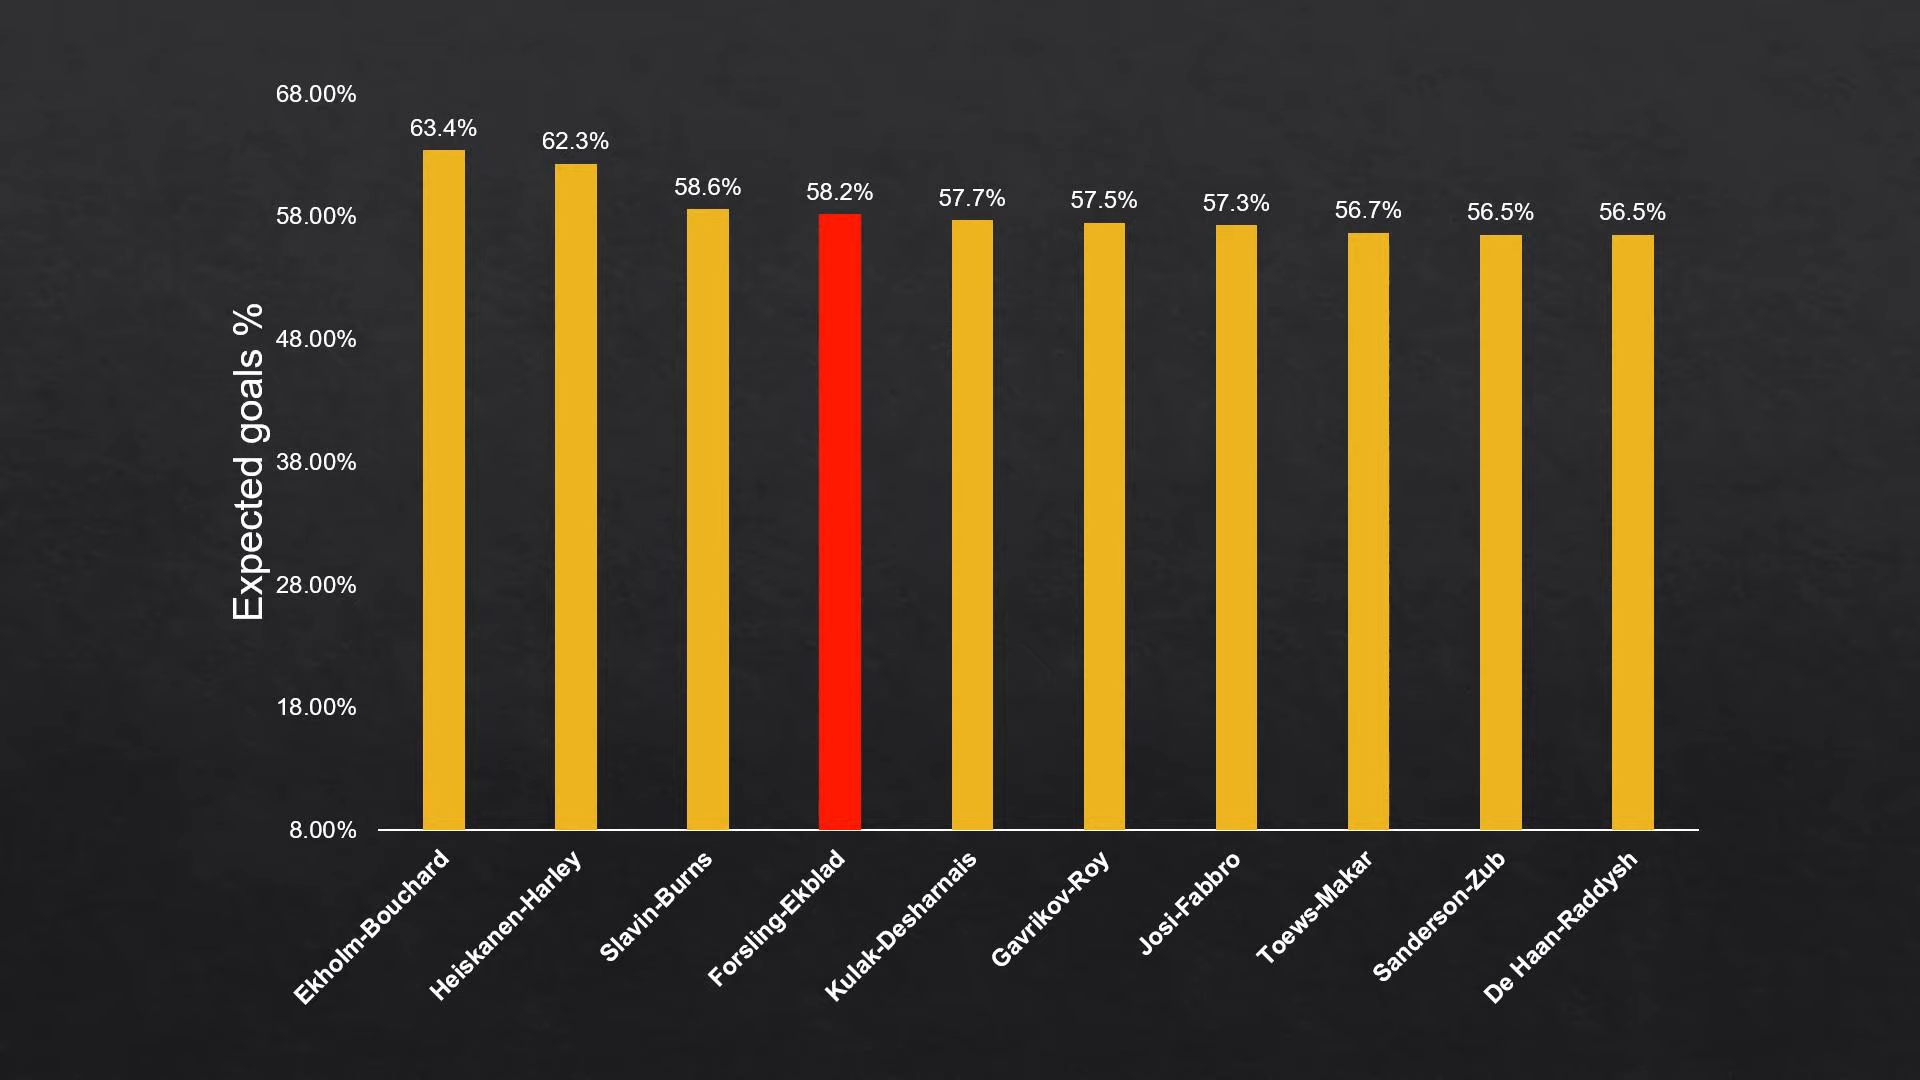 68.00%
58.00%
48.00%
38.00%
28.00%
18.00%
8.00%
Expected goals %
63.4%
62.3%
58.6%
58.2%
57.7%
57.5%
57.3%
56.7%
56.5%
56.5%
Ekholm-Bouchard
Heiskanen-Harley
Slavin-Burns
Forsling-Ekblad
Kulak-Desharnais
Gavrikov-Roy
Josi-Fabbro
Toews-Makar
Sanderson-Zub
De Haan-Raddysh